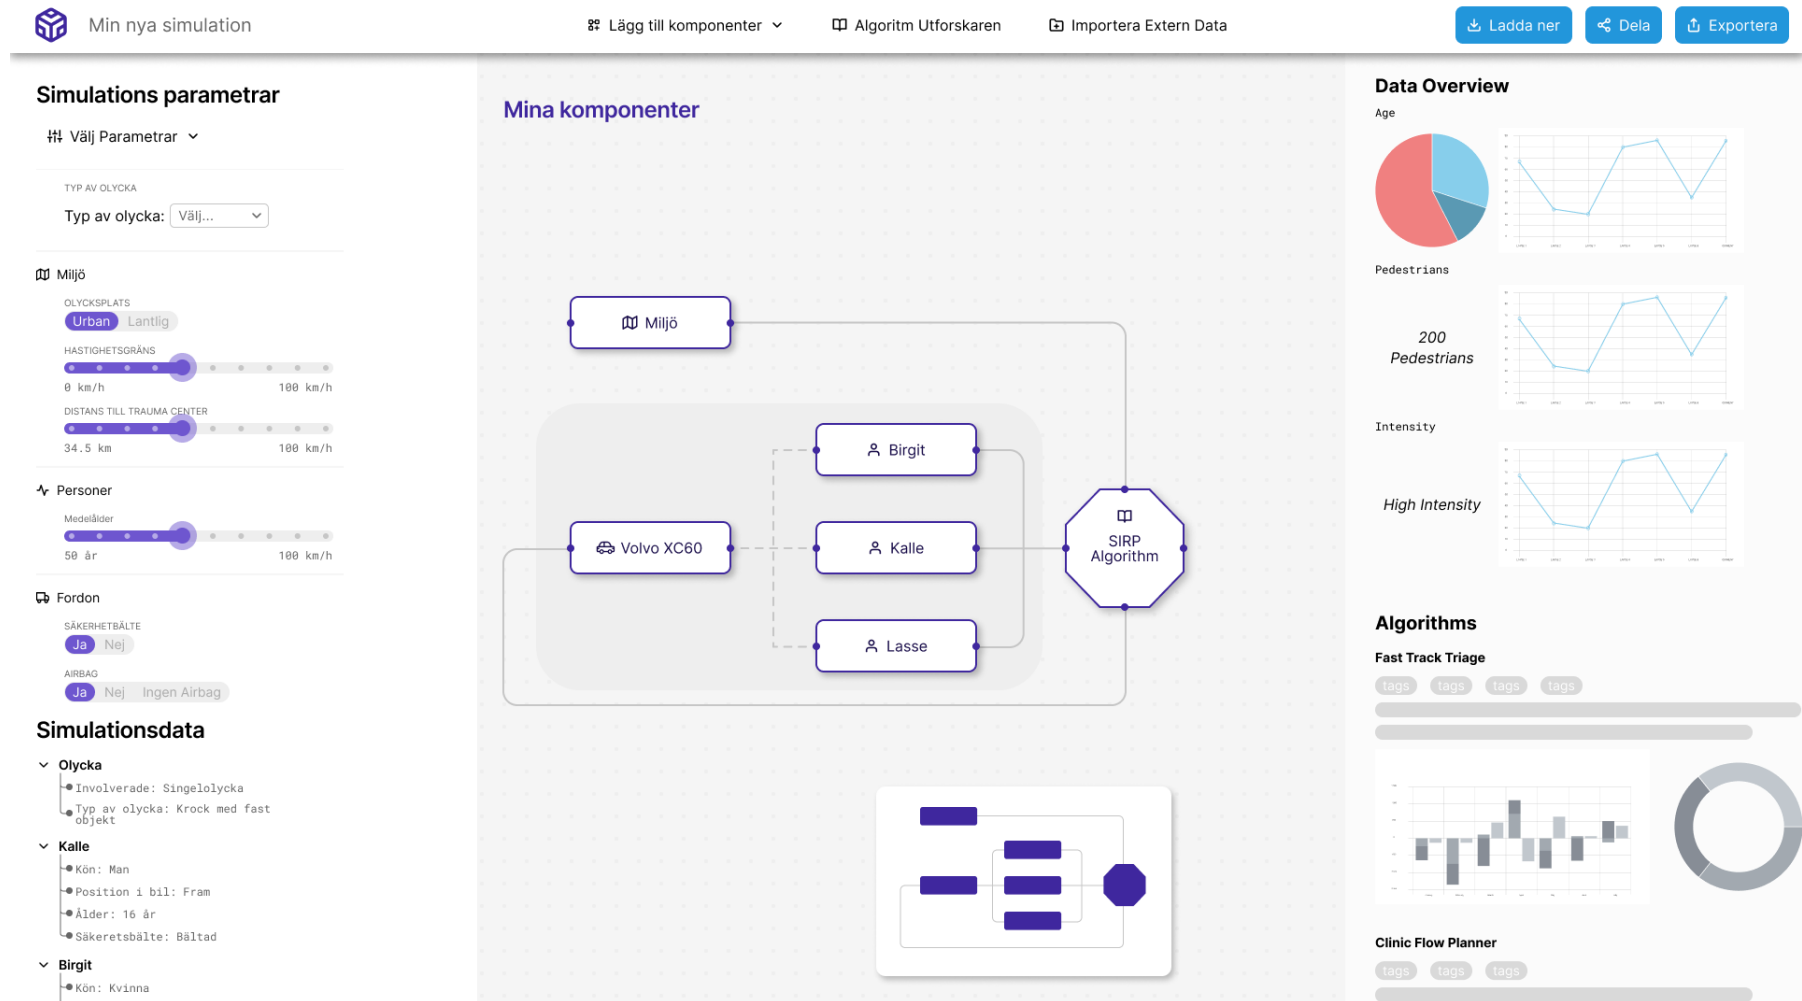 Min nya simulation
Lägg till komponenter
Algoritm Utforskaren
Importera Extern Data
Ladda ner
Dela
Exportera
Simulations parametrar
Välj Parametrar
TYP AV OLYCKA
Typ av olycka: Välj...
Miljö
OLYCKSPLATS
Urban Lantlig
HASTIGHETSGRÄNS
0 km/h 100 km/h
DISTANS TILL TRAUMA CENTER
34.5 km 100 km/h
Personer
Medelålder
50 år 100 km/h
Fordon
SÄKERHETBÄLTE
Ja Nej
AIRBAG
Ja Nej Ingen Airbag
Simulationsdata
Olycka
Involverade: Singelolycka
Typ av olycka: Krock med fast
objekt
Kalle
Kön: Man
Position i bil: Fram
Ålder: 16 år
Säkeretsbälte: Bältad
Birgit
Kön: Kvinna
Mina komponenter
Miljö
Birgit
Volvo XC60
Kalle
Lasse
SIRP
Algorithm
Data Overview
Age
Pedestrians
200
Pedestrians
Intensity
High Intensity
Algorithms
Fast Track Triage
tags tags tags tags
Clinic Flow Planner
tags tags tags